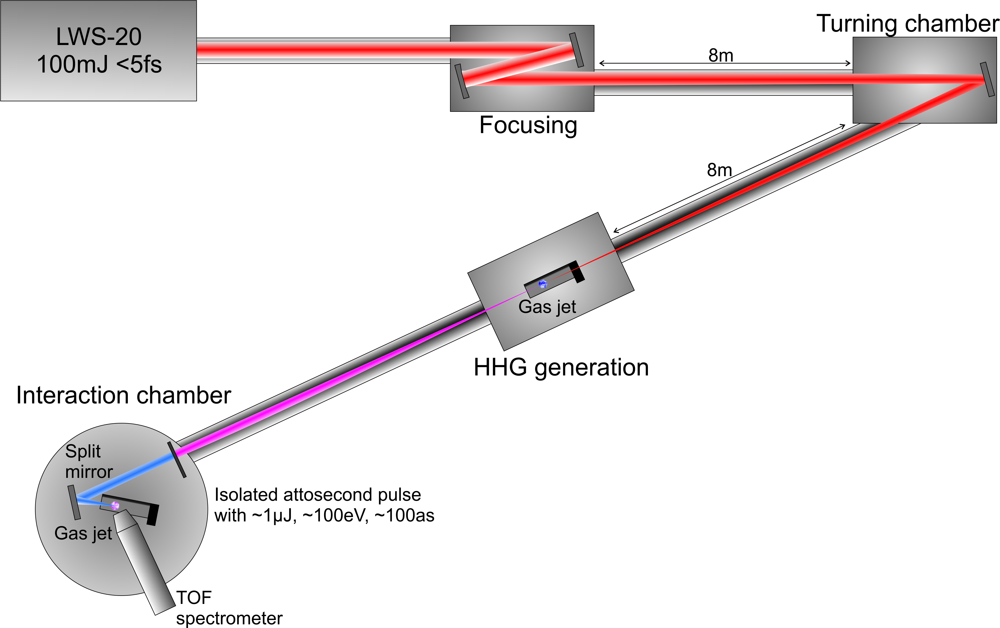 LWS-20
100mJ <5fs
Turning chamber
8m
Focusing
8m
Gas jet
HHG generation
Interaction chamber
Split
mirror
Isolated attosecond pulse
with ~1µJ, ~100eV, ~100as
Gas jet
TOF
spectrometer